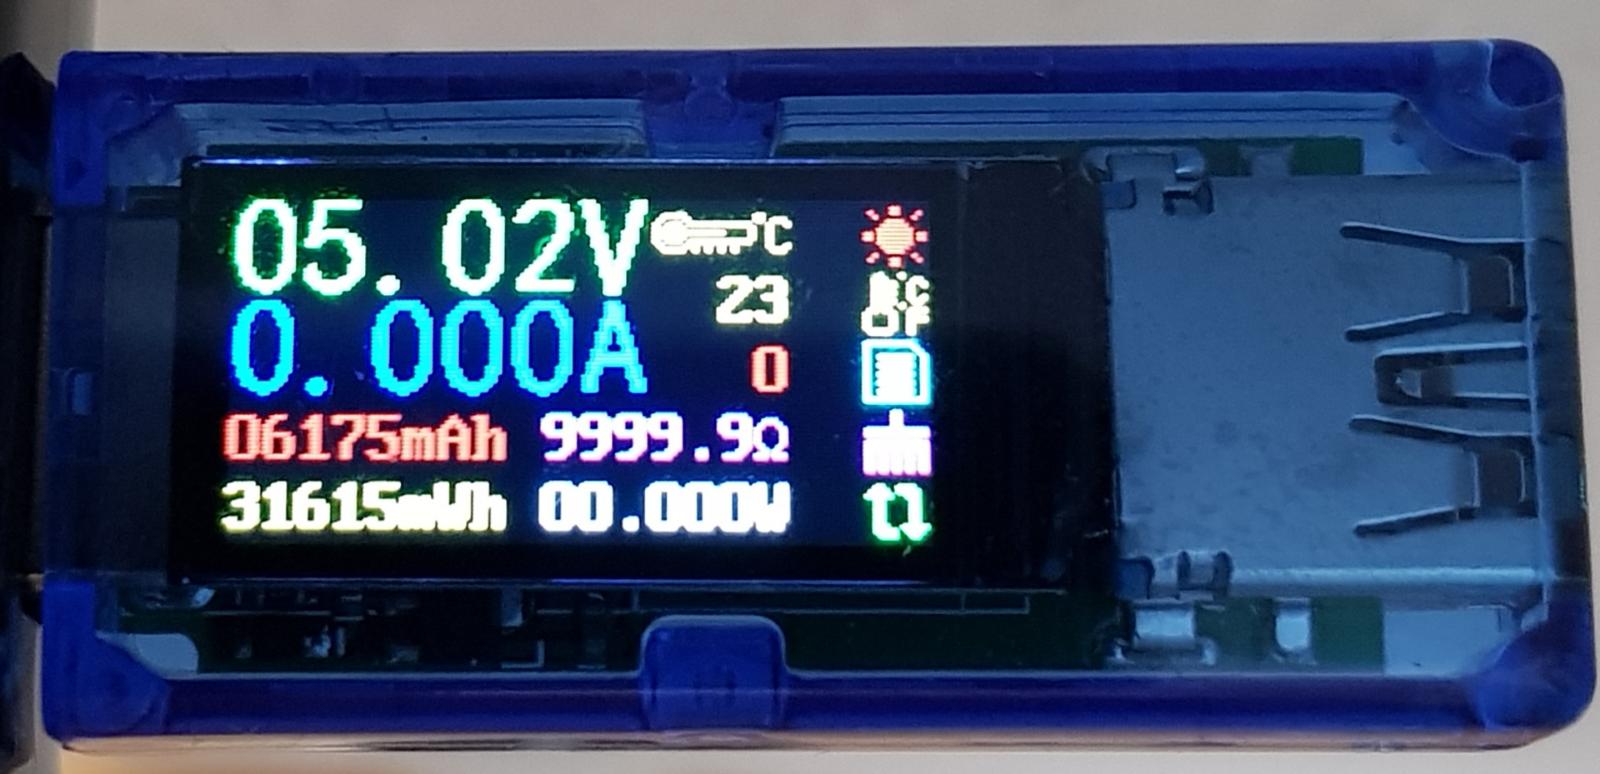 05.02V °C
23
0.000A 0
06175mAh 9999.9Ω
31615mWh 00.000W
°C
°F